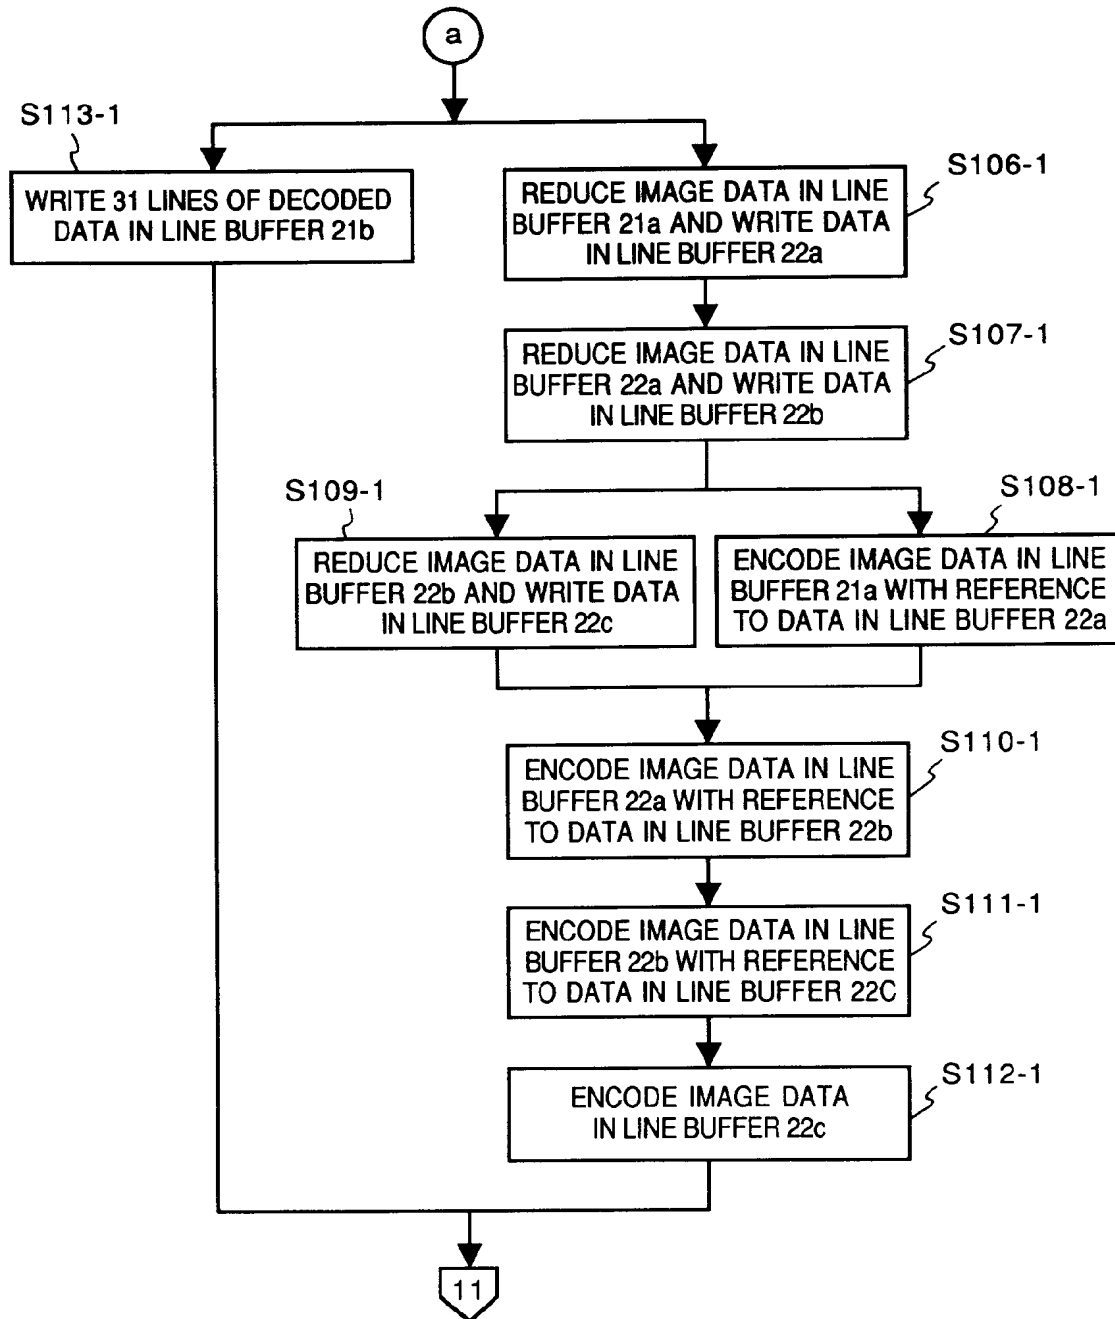 a
S113-1
WRITE 31 LINES OF DECODED
DATA IN LINE BUFFER 21b
S106-1
REDUCE IMAGE DATA IN LINE
BUFFER 21a AND WRITE DATA
IN LINE BUFFER 22a
S107-1
REDUCE IMAGE DATA IN LINE
BUFFER 22a AND WRITE DATA
IN LINE BUFFER 22b
S109-1
REDUCE IMAGE DATA IN LINE
BUFFER 22b AND WRITE DATA
IN LINE BUFFER 22c
S108-1
ENCODE IMAGE DATA IN LINE
BUFFER 21a WITH REFERENCE
TO DATA IN LINE BUFFER 22a
S110-1
ENCODE IMAGE DATA IN LINE
BUFFER 22a WITH REFERENCE
TO DATA IN LINE BUFFER 22b
S111-1
ENCODE IMAGE DATA IN LINE
BUFFER 22b WITH REFERENCE
TO DATA IN LINE BUFFER 22C
S112-1
ENCODE IMAGE DATA
IN LINE BUFFER 22c
11